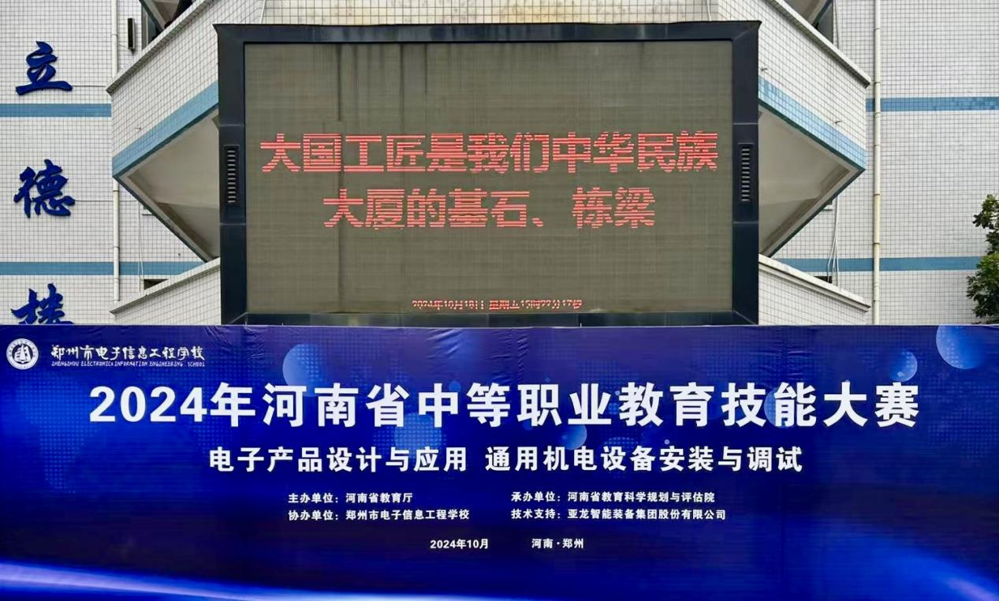 立德楼
大国工匠是我们中华民族
大厦的基石、栋梁
2024年10月18日 星期五15时22分17秒
郑州市电子信息工程学校
ZHENGZHOU ELECTRONICS INFORMATION ENGINEERING SCHOOL
2024年河南省中等职业教育技能大赛
电子产品设计与应用 通用机电设备安装与调试
主办单位：河南省教育厅 承办单位：河南省教育科学规划与评估院
协办单位：郑州市电子信息工程学校 技术支持：亚龙智能装备集团股份有限公司
2024年10月 河南·郑州